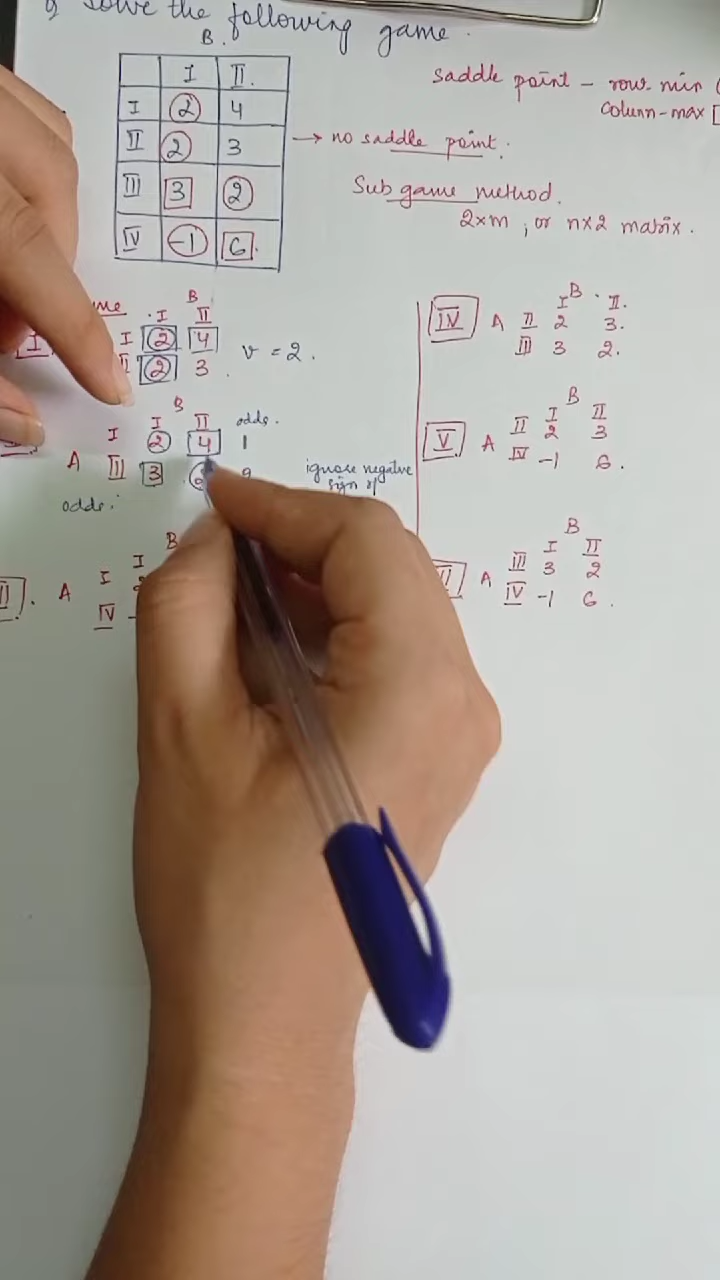 Solve the following game.
B.
I II.
I 2 4
II 2 3
III 3 2
IV -1 6.
Saddle point - row-min
Column-max [
→ no saddle point.
Sub game method.
2×m, or n×2 matrix.
B
I II
I 2 4
II 2 3
v = 2.
B
I II odds.
A I 2 4 1
III 3
odds:
ignore negative
sign of
B
I
A I
IV -
IV
B.
I II.
A II 2 3.
III 3 2.
V
B
I II
A II 2 3
IV -1 6.
B
I II
A III 3 2
IV -1 6.